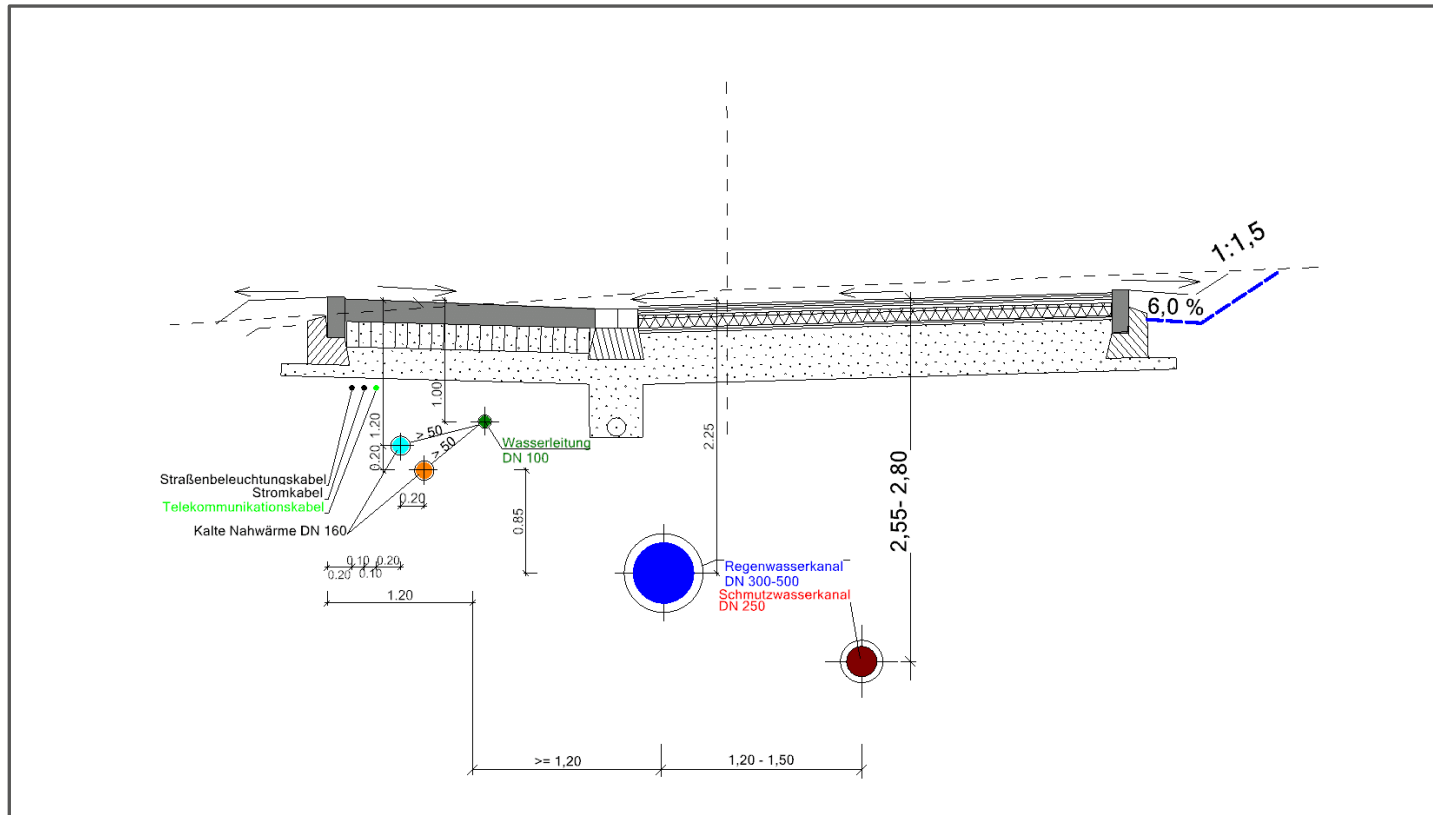 1:1,5
6,0 %
1.00
1.20
0.20
> 50
> 50
Wasserleitung
DN 100
2.25
2,55- 2,80
Straßenbeleuchtungskabel
Stromkabel
Telekommunikationskabel
Kalte Nahwärme DN 160
0.20
0.85
0.10
0.20
0.20
0.10
1.20
Regenwasserkanal
DN 300-500
Schmutzwasserkanal
DN 250
>= 1,20
1,20 - 1,50